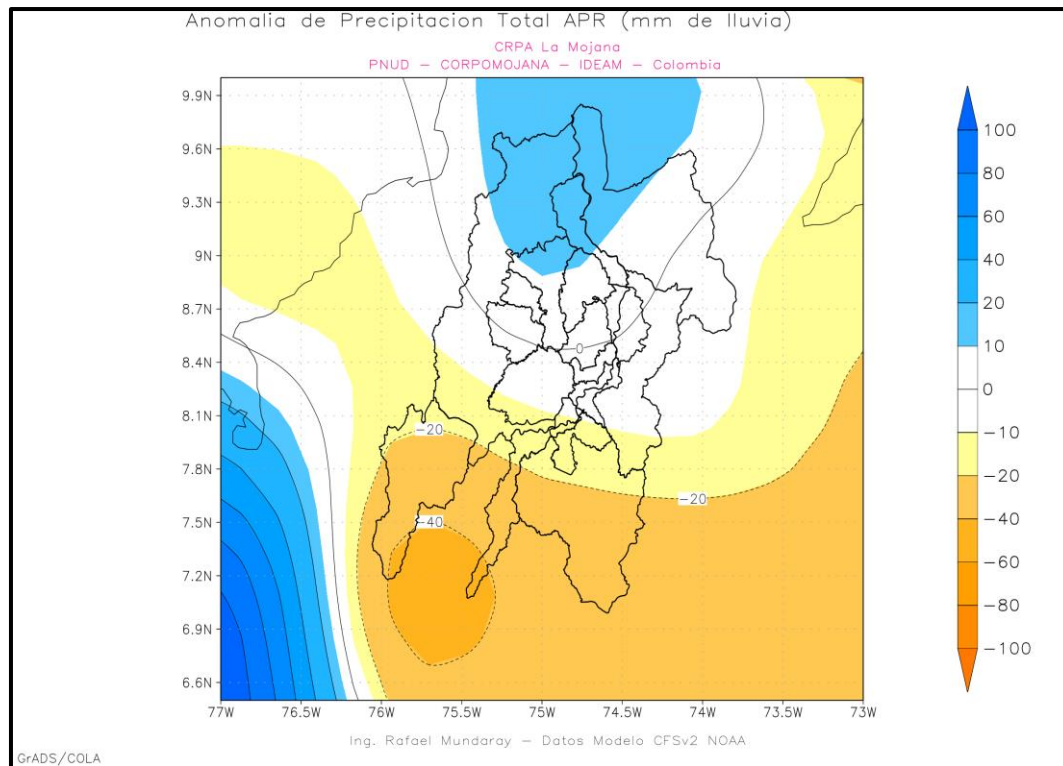 Anomalia de Precipitacion Total APR (mm de lluvia)
CRPA La Mojana
PNUD – CORPOMOJANA – IDEAM – Colombia
9.9N
9.6N
9.3N
9N
8.7N
8.4N
8.1N
7.8N
7.5N
7.2N
6.9N
6.6N
0
-20
-20
-40
77W 76.5W 76W 75.5W 75W 74.5W 74W 73.5W 73W
100
80
60
40
20
10
0
-10
-20
-40
-60
-80
-100
Ing. Rafael Mundaray – Datos Modelo CFSv2 NOAA
GrADS/COLA